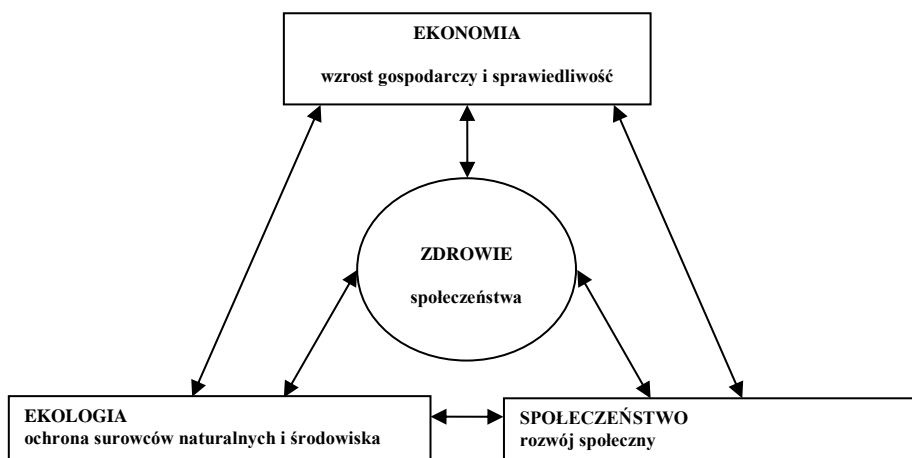 EKONOMIA
wzrost gospodarczy i sprawiedliwość
ZDROWIE
społeczeństwa
EKOLOGIA
ochrona surowców naturalnych i środowiska
SPOŁECZEŃSTWO
rozwój społeczny